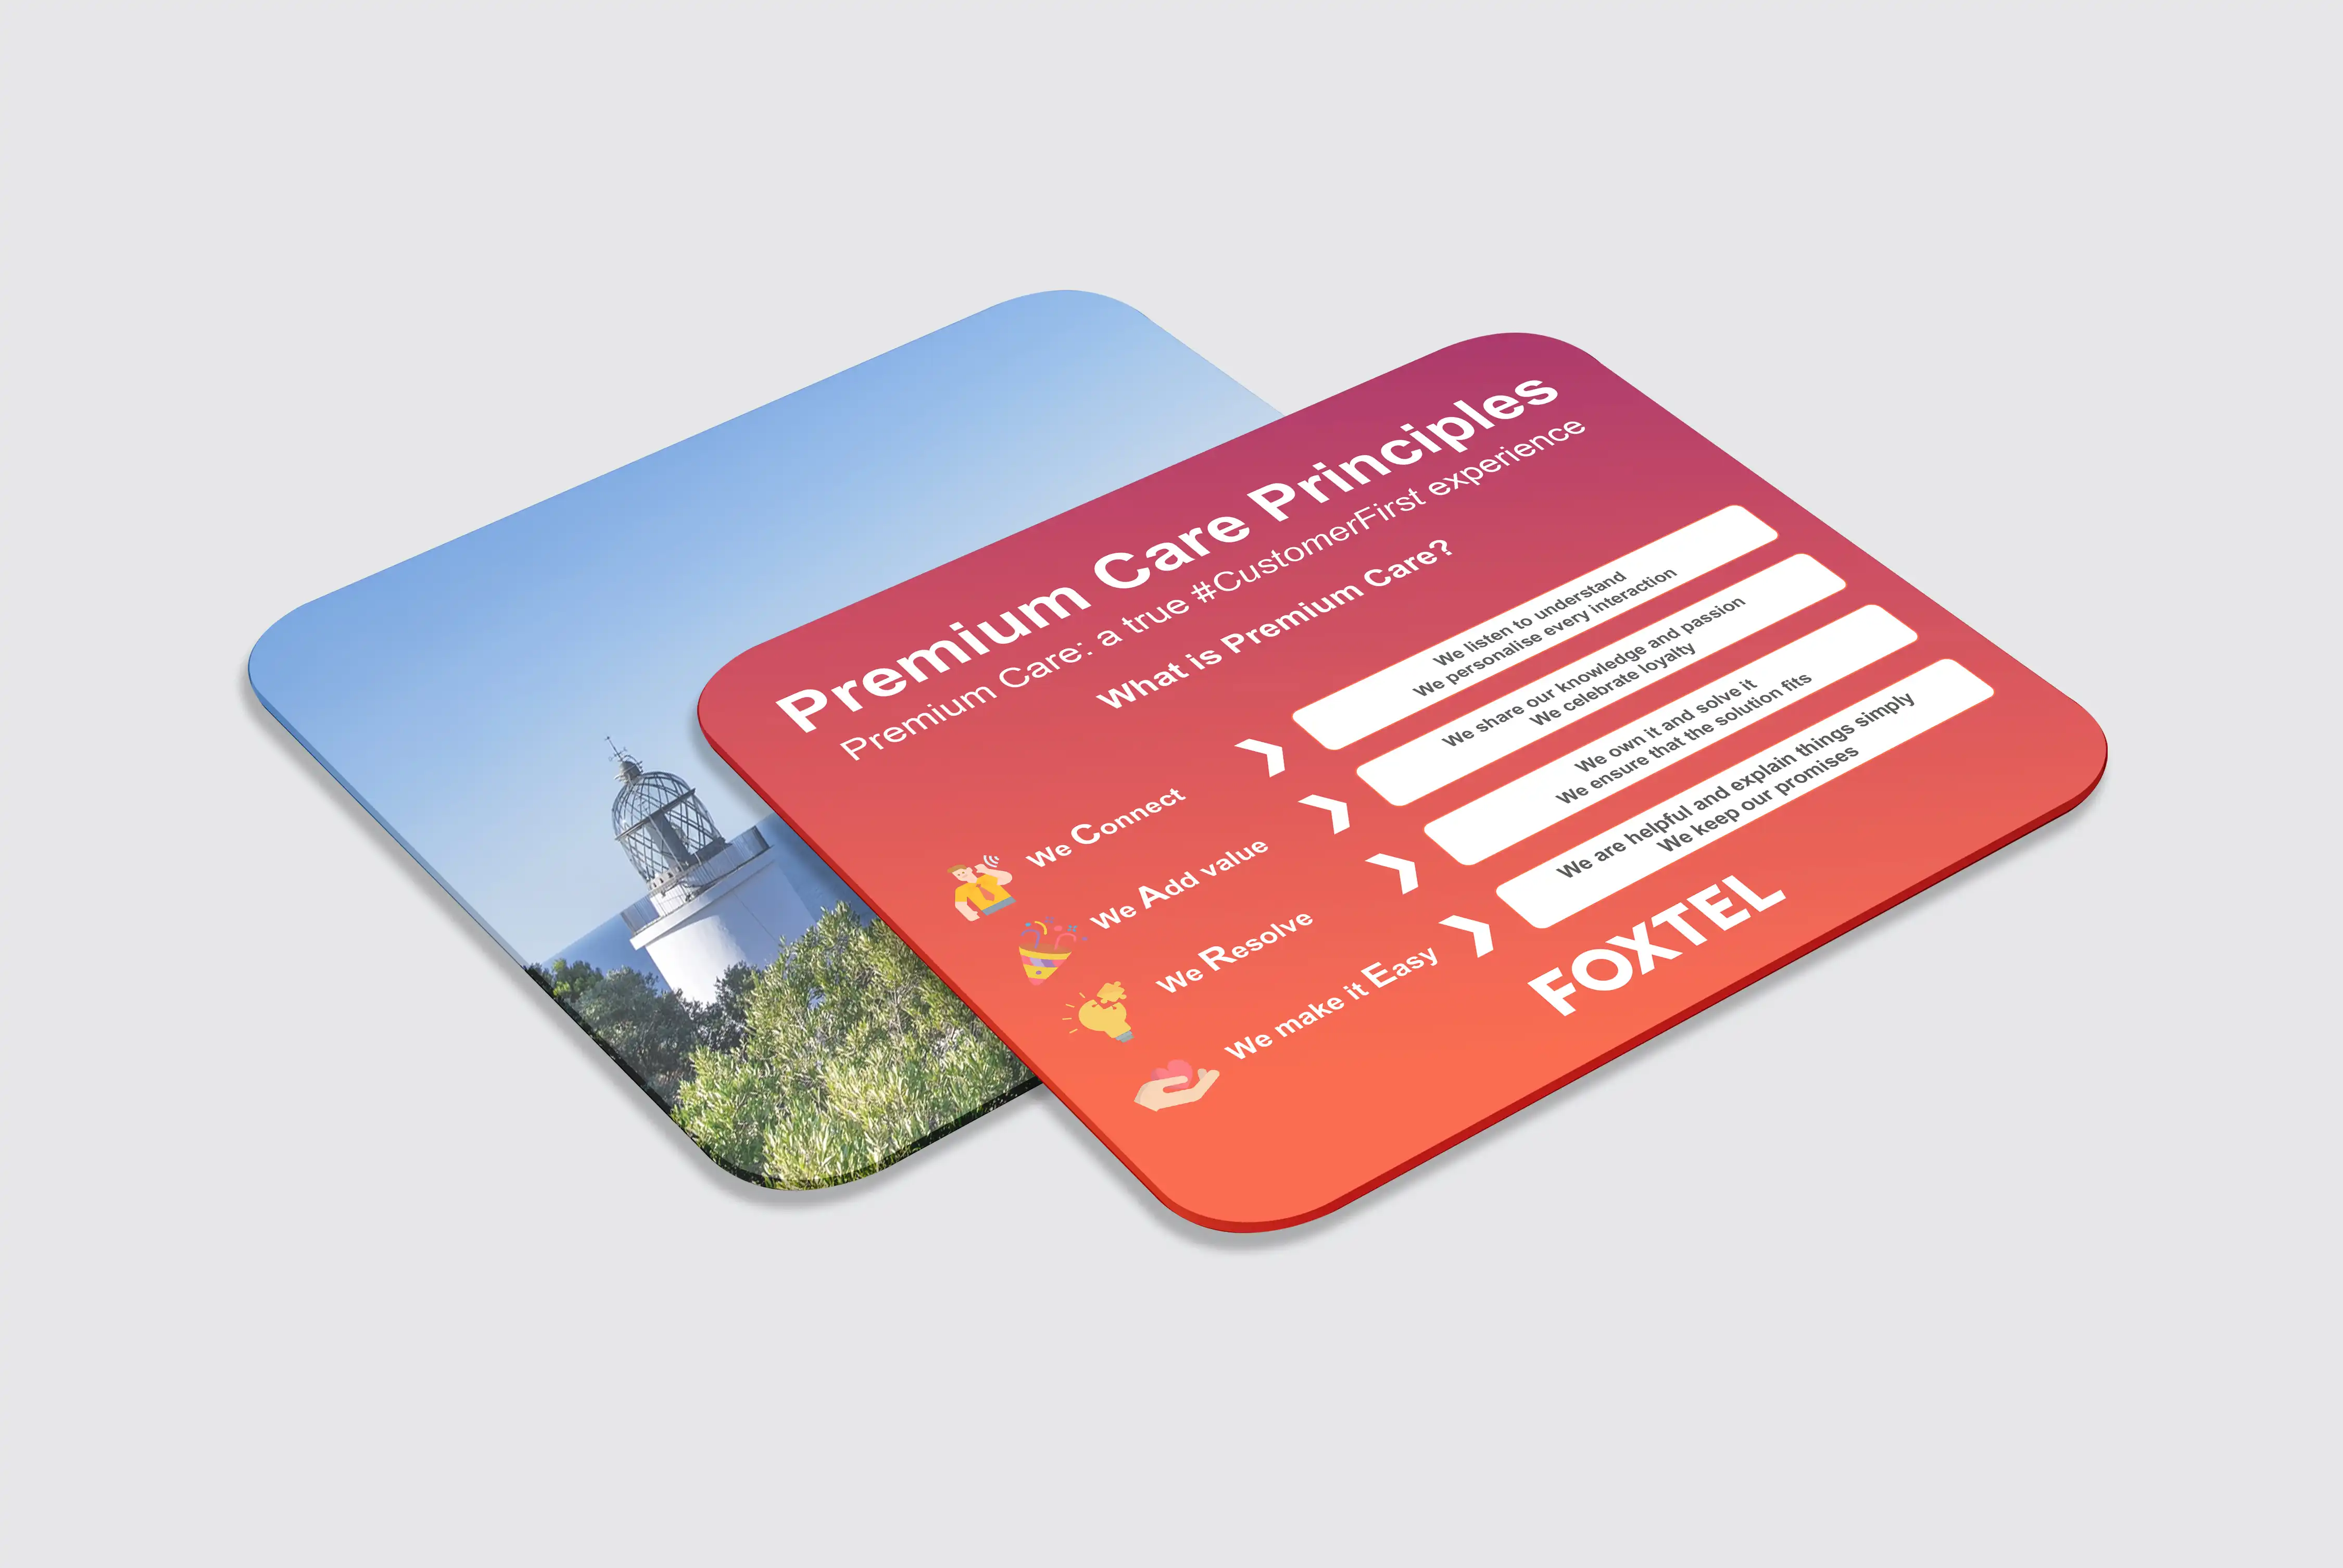 Premium Care Principles
Premium Care: a true #CustomerFirst experience
What is Premium Care?
We Connect
We listen to understand
We personalise every interaction
We Add value
We share our knowledge and passion
We celebrate loyalty
We Resolve
We own it and solve it
We ensure that the solution fits
We make it Easy
We are helpful and explain things simply
We keep our promises
FOXTEL